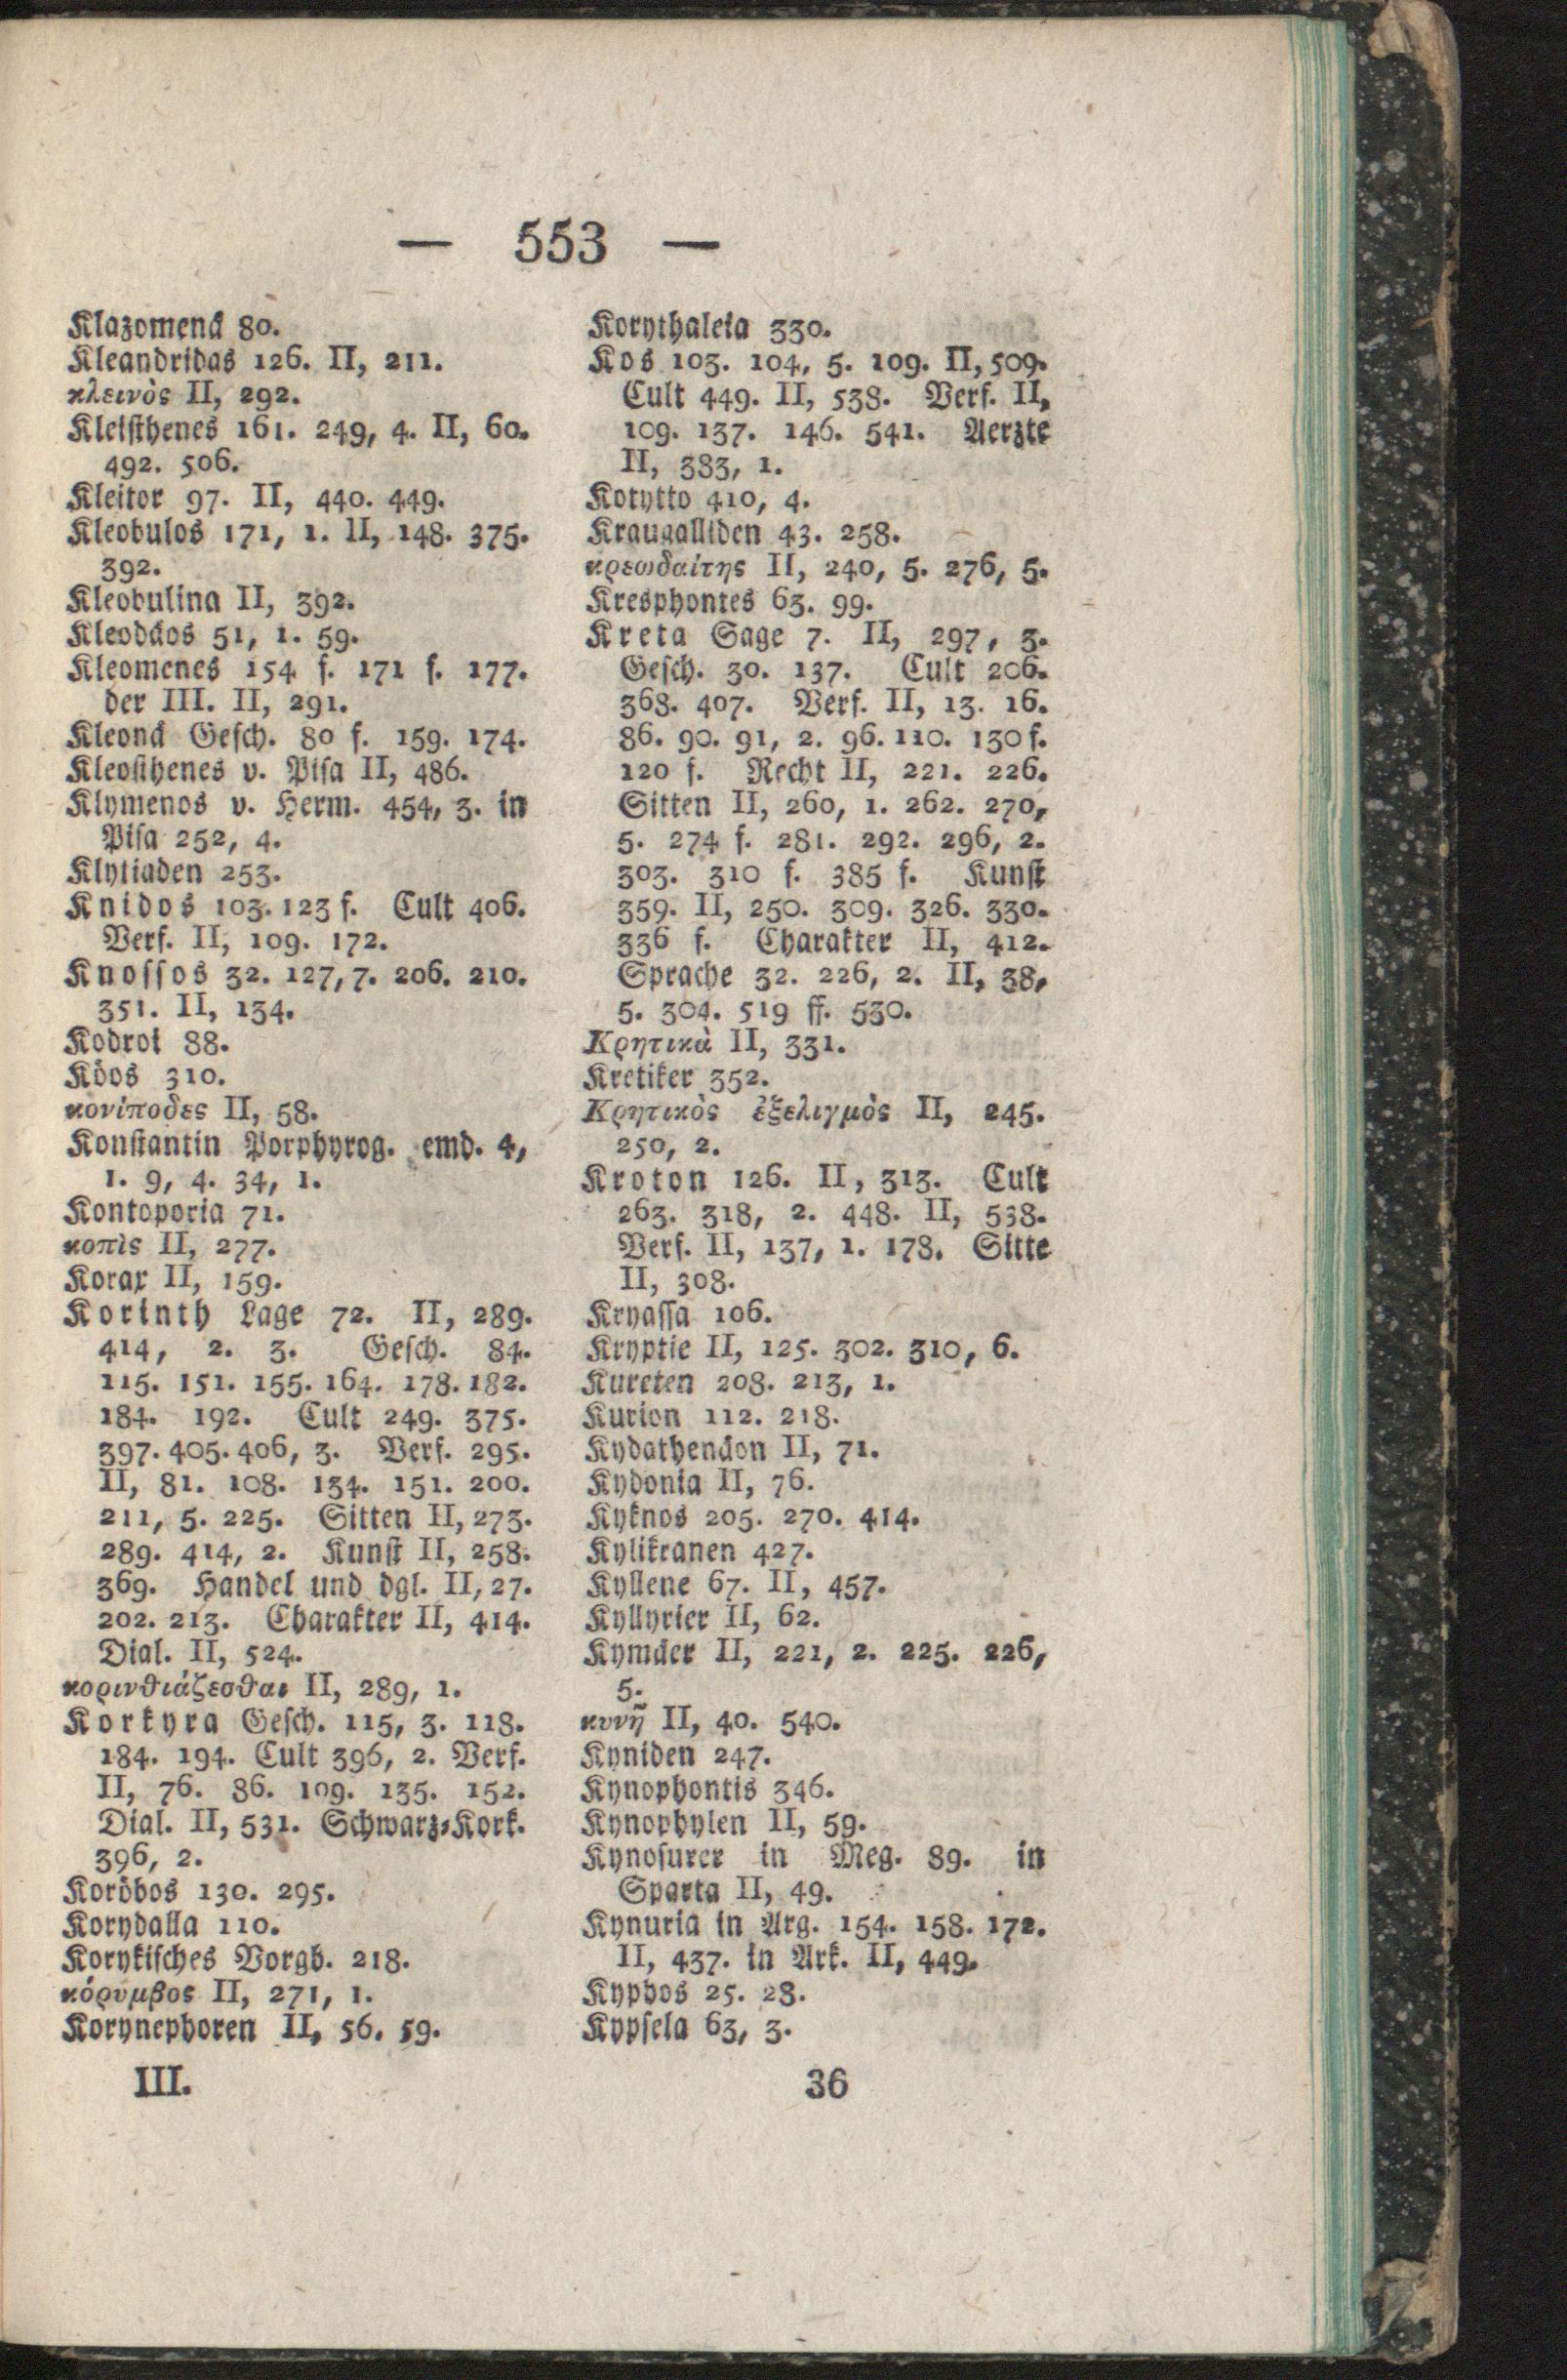 — 553 —
Klazomenä 80.
Kleandridas 126. II, 211.
κλεινὸς II, 292.
Kleisthenes 161. 249, 4. II, 60.
492. 506.
Kleitor 97. II, 440. 449.
Kleobulos 171, 1. II, 148. 375.
392.
Kleobulina II, 392.
Kleodäos 51, 1. 59.
Kleomenes 154 f. 171 f. 177.
der III. II, 291.
Kleonä Gesch. 80 f. 159. 174.
Kleosthenes v. Pisa II, 486.
Klymenos v. Herm. 454, 3. in
Pisa 252, 4.
Klytiaden 253.
Knidos 103. 123 f. Cult 406.
Verf. II, 109. 172.
Knossos 32. 127, 7. 206. 210.
351. II, 134.
Kodroi 88.
Köos 310.
κονίποδες II, 58.
Konstantin Porphyrog. emd. 4,
1. 9, 4. 34, 1.
Kontoporia 71.
κοπὶς II, 277.
Korax II, 159.
Korinth Lage 72. II, 289.
414, 2. 3. Gesch. 84.
115. 151. 155. 164. 178. 182.
184. 192. Cult 249. 375.
397. 405. 406, 3. Verf. 295.
II, 81. 108. 134. 151. 200.
211, 5. 225. Sitten II, 273.
289. 414, 2. Kunst II, 258.
369. Handel und dgl. II, 27.
202. 213. Charakter II, 414.
Dial. II, 524.
κορινθιάζεσθαι II, 289, 1.
Korkyra Gesch. 115, 3. 118.
184. 194. Cult 396, 2. Verf.
II, 76. 86. 109. 135. 152.
Dial. II, 531. Schwarz-Kork.
396, 2.
Koröbos 130. 295.
Korydalla 110.
Korykisches Vorgb. 218.
κόρυμβος II, 271, 1.
Korynephoren II, 56. 59.
Korythaleia 330.
Kos 103. 104, 5. 109. II, 509.
Cult 449. II, 538. Verf. II,
109. 137. 146. 541. Aerzte
II, 383, 1.
Kotytto 410, 4.
Kraugalliden 43. 258.
κρεωδαίτης II, 240, 5. 276, 5.
Kresphontes 63. 99.
Kreta Sage 7. II, 297, 3.
Gesch. 30. 137. Cult 206.
368. 407. Verf. II, 13. 16.
86. 90. 91, 2. 96. 110. 130 f.
120 f. Recht II, 221. 226.
Sitten II, 260, 1. 262. 270,
5. 274 f. 281. 292. 296, 2.
303. 310 f. 385 f. Kunst
359. II, 250. 309. 326. 330.
336 f. Charakter II, 412.
Sprache 32. 226, 2. II, 38,
5. 304. 519 ff. 530.
Κρητικὰ II, 331.
Kretiker 352.
Κρητικὸς ἐξελιγμὸς II, 245.
250, 2.
Kroton 126. II, 313. Cult
263. 318, 2. 448. II, 538.
Verf. II, 137, 1. 178. Sitte
II, 308.
Kryassa 106.
Kryptie II, 125. 302. 310, 6.
Kureten 208. 213, 1.
Kurion 112. 218.
Kydathenäon II, 71.
Kydonia II, 76.
Kyknos 205. 270. 414.
Kylikranen 427.
Kyllene 67. II, 457.
Kyllyrier II, 62.
Kymäer II, 221, 2. 225. 226,
5.
κυνῆ II, 40. 540.
Kyniden 247.
Kynophontis 346.
Kynophylen II, 59.
Kynosurer in Meg. 89. in
Sparta II, 49.
Kynuria in Arg. 154. 158. 172.
II, 437. in Ark. II, 449.
Kyphos 25. 28.
Kypsela 63, 3.
III. 36